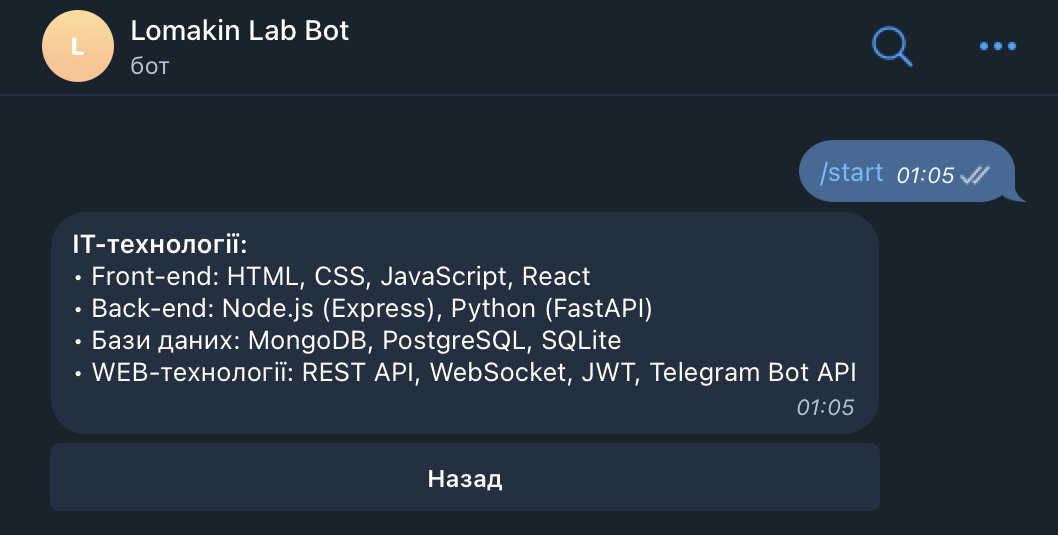 L
Lomakin Lab Bot
бот
/start 01:05
IT-технології:
• Front-end: HTML, CSS, JavaScript, React
• Back-end: Node.js (Express), Python (FastAPI)
• Бази даних: MongoDB, PostgreSQL, SQLite
• WEB-технології: REST API, WebSocket, JWT, Telegram Bot API
01:05
Назад